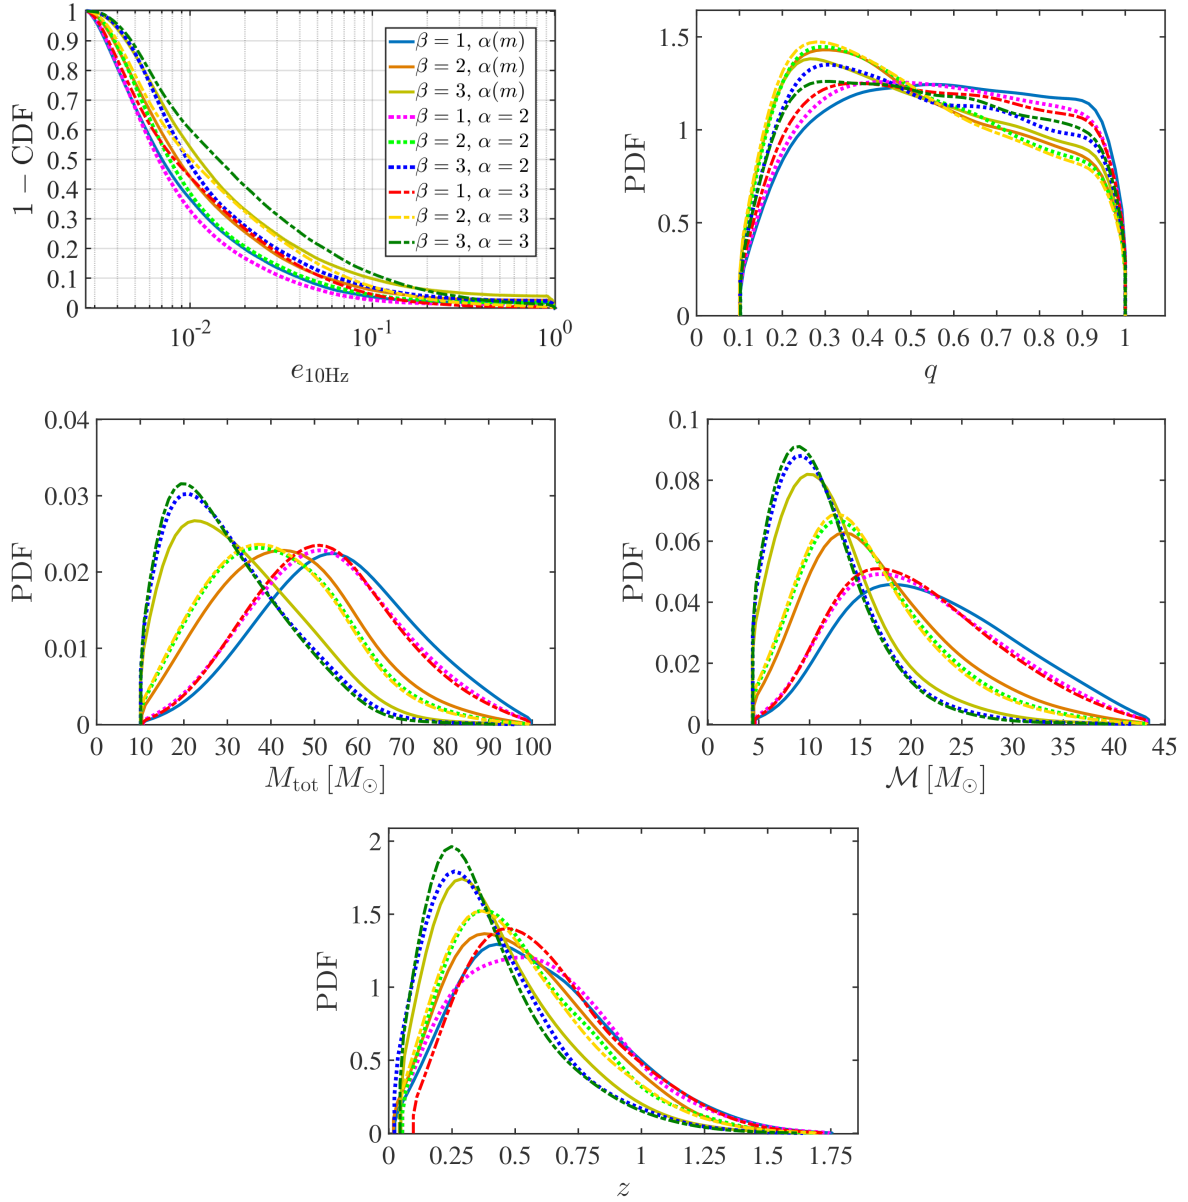 1 − CDF
1
0.9
0.8
0.7
0.6
0.5
0.4
0.3
0.2
0.1
0
10⁻² 10⁻¹ 10⁰
e₁₀Hz
β = 1, α(m)
β = 2, α(m)
β = 3, α(m)
β = 1, α = 2
β = 2, α = 2
β = 3, α = 2
β = 1, α = 3
β = 2, α = 3
β = 3, α = 3
PDF
1.5
1
0.5
0
0 0.1 0.2 0.3 0.4 0.5 0.6 0.7 0.8 0.9 1
q
PDF
0.04
0.03
0.02
0.01
0
0 10 20 30 40 50 60 70 80 90 100
M_tot [M_⊙]
PDF
0.1
0.08
0.06
0.04
0.02
0
0 5 10 15 20 25 30 35 40 45
ℳ [M_⊙]
PDF
2
1.5
1
0.5
0
0 0.25 0.5 0.75 1 1.25 1.5 1.75
z